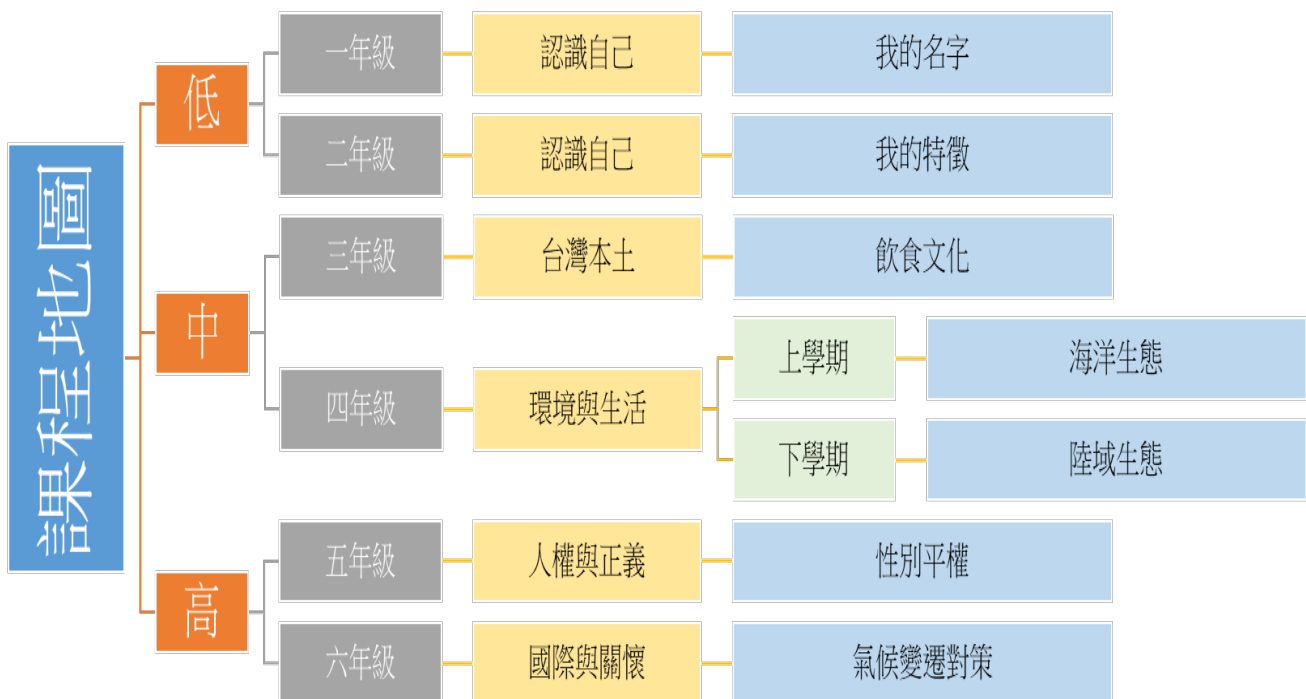 課程地圖
低
一年級
認識自己
我的名字
二年級
認識自己
我的特徵
中
三年級
台灣本土
飲食文化
四年級
環境與生活
上學期
海洋生態
下學期
陸域生態
高
五年級
人權與正義
性別平權
六年級
國際與關懷
氣候變遷對策